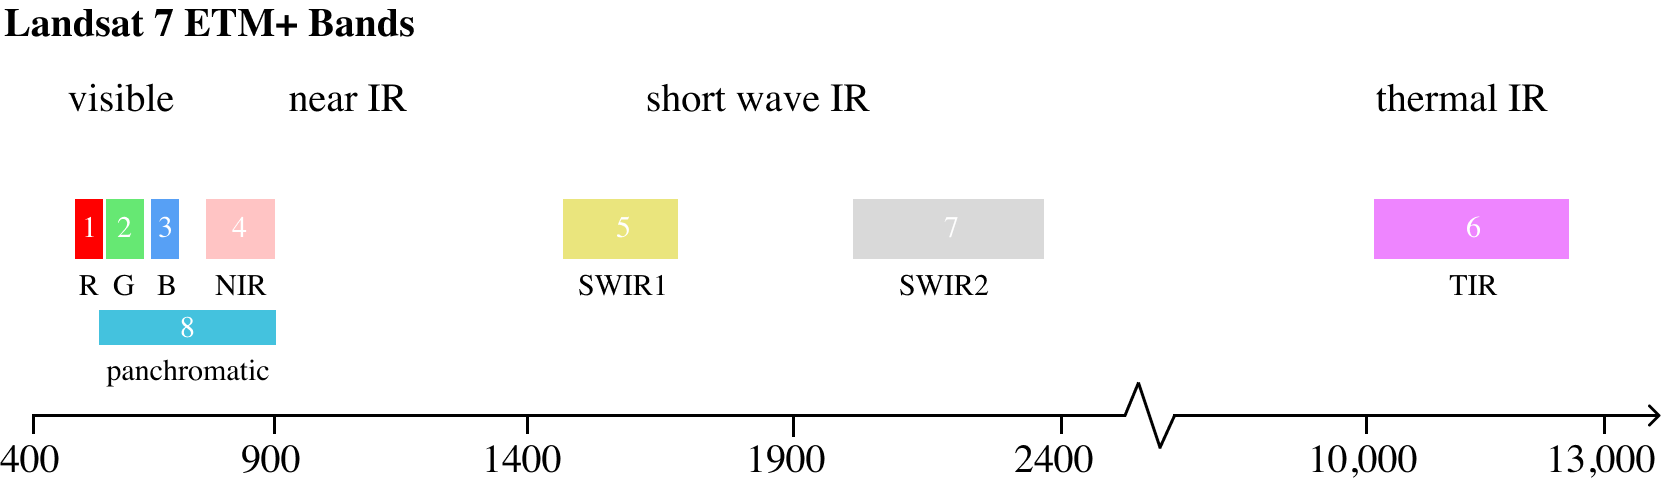 Landsat 7 ETM+ Bands
visible near IR short wave IR thermal IR
1 2 3 4 5 7 6
R G B NIR SWIR1 SWIR2 TIR
8
panchromatic
400 900 1400 1900 2400 10,000 13,000